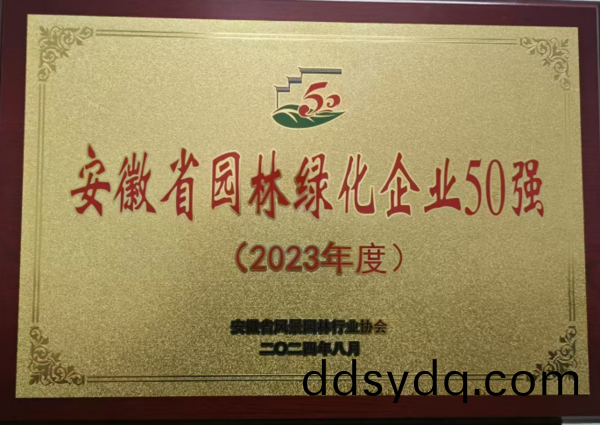 50
安徽省园林绿化企业50强
（2023年度）
安徽省风景园林行业协会
二〇二四年八月
ddsydq.com